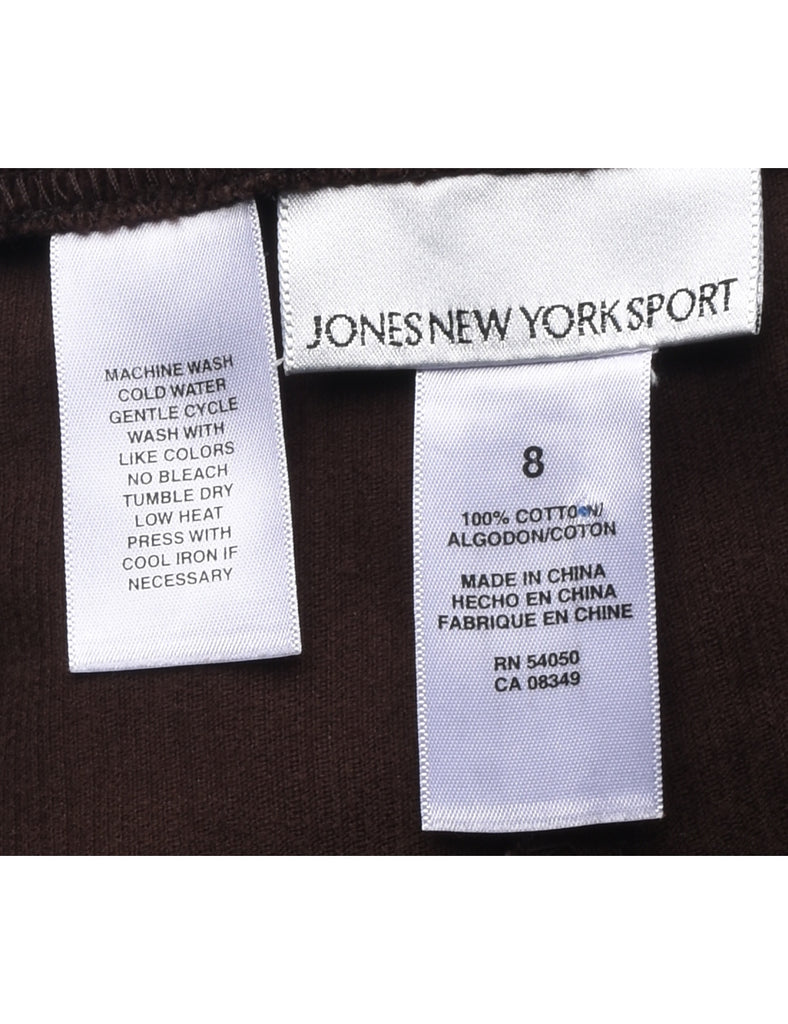 MACHINE WASH
COLD WATER
GENTLE CYCLE
WASH WITH
LIKE COLORS
NO BLEACH
TUMBLE DRY
LOW HEAT
PRESS WITH
COOL IRON IF
NECESSARY
JONES NEW YORK SPORT
8
100% COTTON/
ALGODON/COTON
MADE IN CHINA
HECHO EN CHINA
FABRIQUE EN CHINE
RN 54050
CA 08349